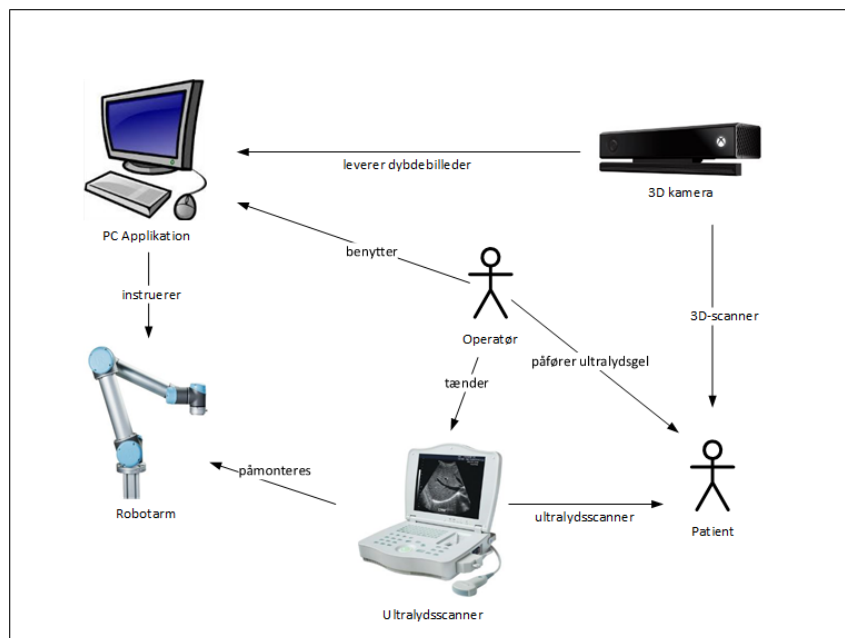 leverer dybdebilleder
3D kamera
PC Applikation
benytter
instruerer
3D-scanner
Operatør
påfører ultralydsgel
tænder
påmonteres
Robotarm
ultralydsscanner
Patient
Ultralydsscanner